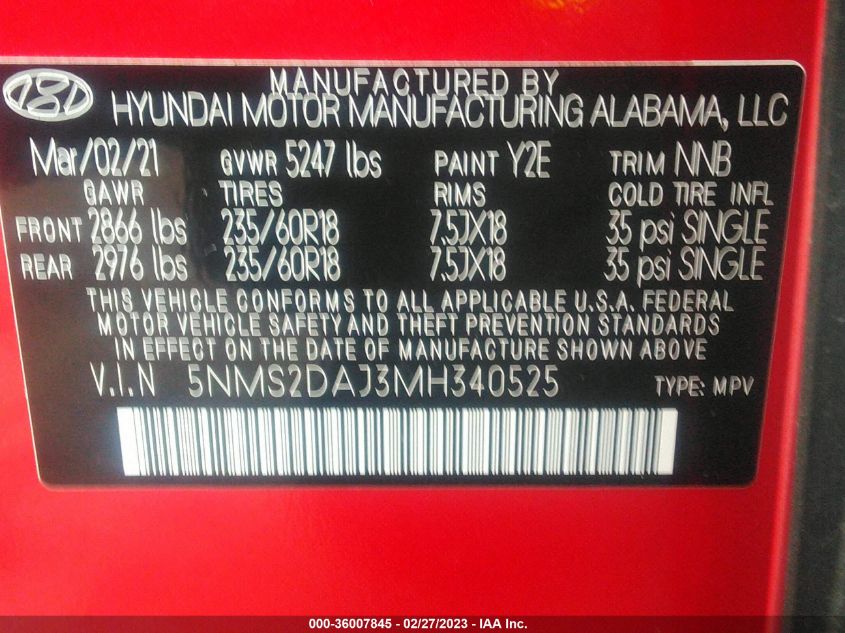 MANUFACTURED BY
HYUNDAI MOTOR MANUFACTURING ALABAMA, LLC
Mar/02/21 GVWR 5247 lbs PAINT Y2E TRIM NNB
GAWR TIRES RIMS COLD TIRE INFL
FRONT 2866 lbs 235/60R18 7.5JX18 35 psi SINGLE
REAR 2976 lbs 235/60R18 7.5JX18 35 psi SINGLE
THIS VEHICLE CONFORMS TO ALL APPLICABLE U.S.A. FEDERAL
MOTOR VEHICLE SAFETY AND THEFT PREVENTION STANDARDS
IN EFFECT ON THE DATE OF MANUFACTURE SHOWN ABOVE
V.I.N 5NMS2DAJ3MH340525 TYPE: MPV
000-36007845 - 02/27/2023 - IAA Inc.